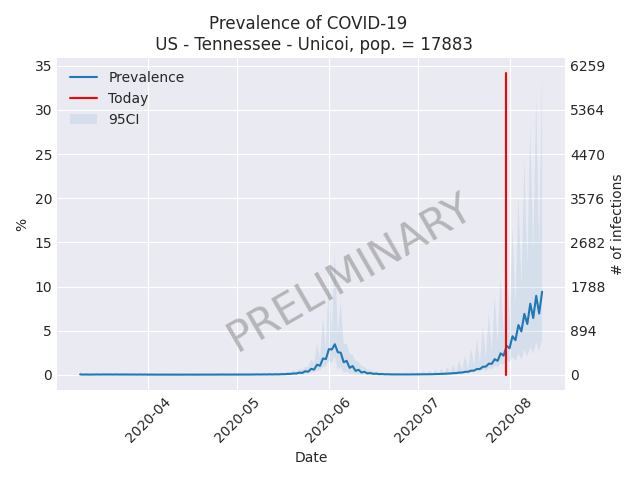 Prevalence of COVID-19
US - Tennessee - Unicoi, pop. = 17883
Prevalence
Today
95CI
35
30
25
20
15
10
5
0
%
6259
5364
4470
3576
2682
1788
894
0
# of infections
PRELIMINARY
2020-04
2020-05
2020-06
2020-07
2020-08
Date